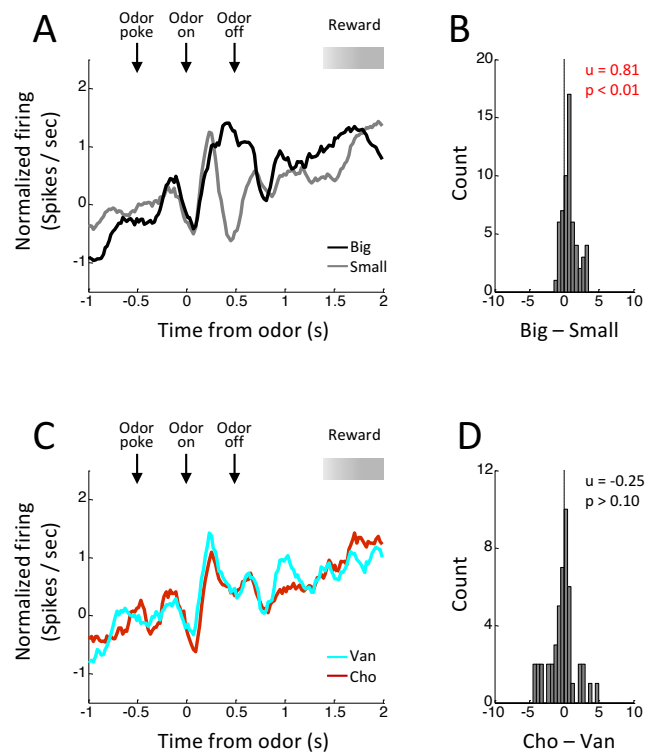 A
Odor poke
Odor on
Odor off
Reward
Normalized firing
(Spikes / sec)
2
1
0
-1
Big
Small
-1 -0.5 0 0.5 1 1.5 2
Time from odor (s)
B
u = 0.81
p < 0.01
Count
20
15
10
5
0
-10 -5 0 5 10
Big – Small
C
Odor poke
Odor on
Odor off
Reward
Normalized firing
(Spikes / sec)
2
1
0
-1
Van
Cho
-1 -0.5 0 0.5 1 1.5 2
Time from odor (s)
D
u = -0.25
p > 0.10
Count
12
9
6
3
0
-10 -5 0 5 10
Cho – Van